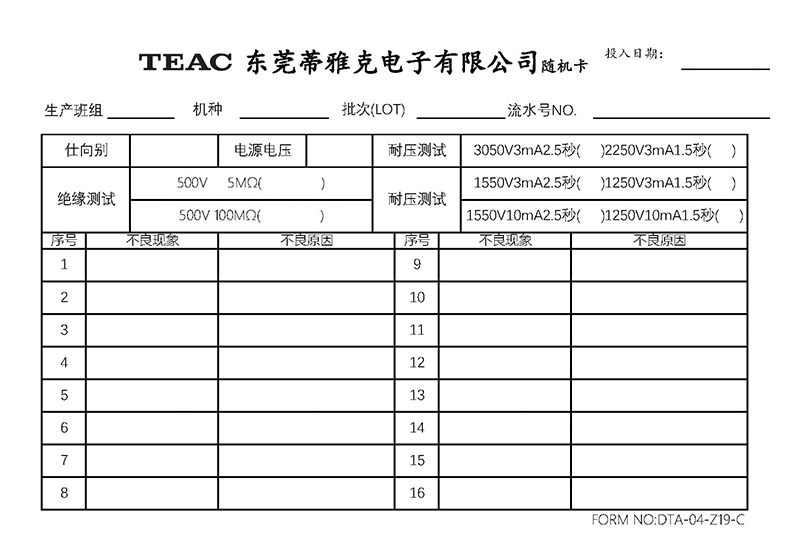 TEAC 东莞蒂雅克电子有限公司随机卡 投入日期：
生产班组 机种 批次(LOT) 流水号NO.
仕向别 电源电压 耐压测试 3050V3mA2.5秒( )2250V3mA1.5秒( )
绝缘测试 500V 5MΩ( ) 耐压测试 1550V3mA2.5秒( )1250V3mA1.5秒( )
500V 100MΩ( ) 1550V10mA2.5秒( )1250V10mA1.5秒( )
序号 不良现象 不良原因 序号 不良现象 不良原因
1 9
2 10
3 11
4 12
5 13
6 14
7 15
8 16
FORM NO:DTA-04-Z19-C